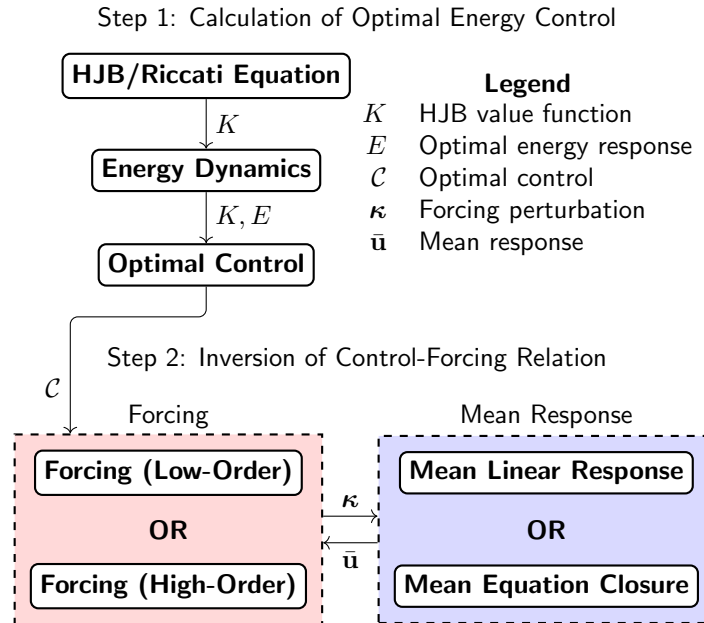 Step 1: Calculation of Optimal Energy Control
HJB/Riccati Equation
K
Energy Dynamics
K, E
Optimal Control
Legend
K HJB value function
E Optimal energy response
𝒞 Optimal control
κ Forcing perturbation
ū Mean response
Step 2: Inversion of Control-Forcing Relation
𝒞
Forcing
Forcing (Low-Order)
OR
Forcing (High-Order)
κ
ū
Mean Response
Mean Linear Response
OR
Mean Equation Closure